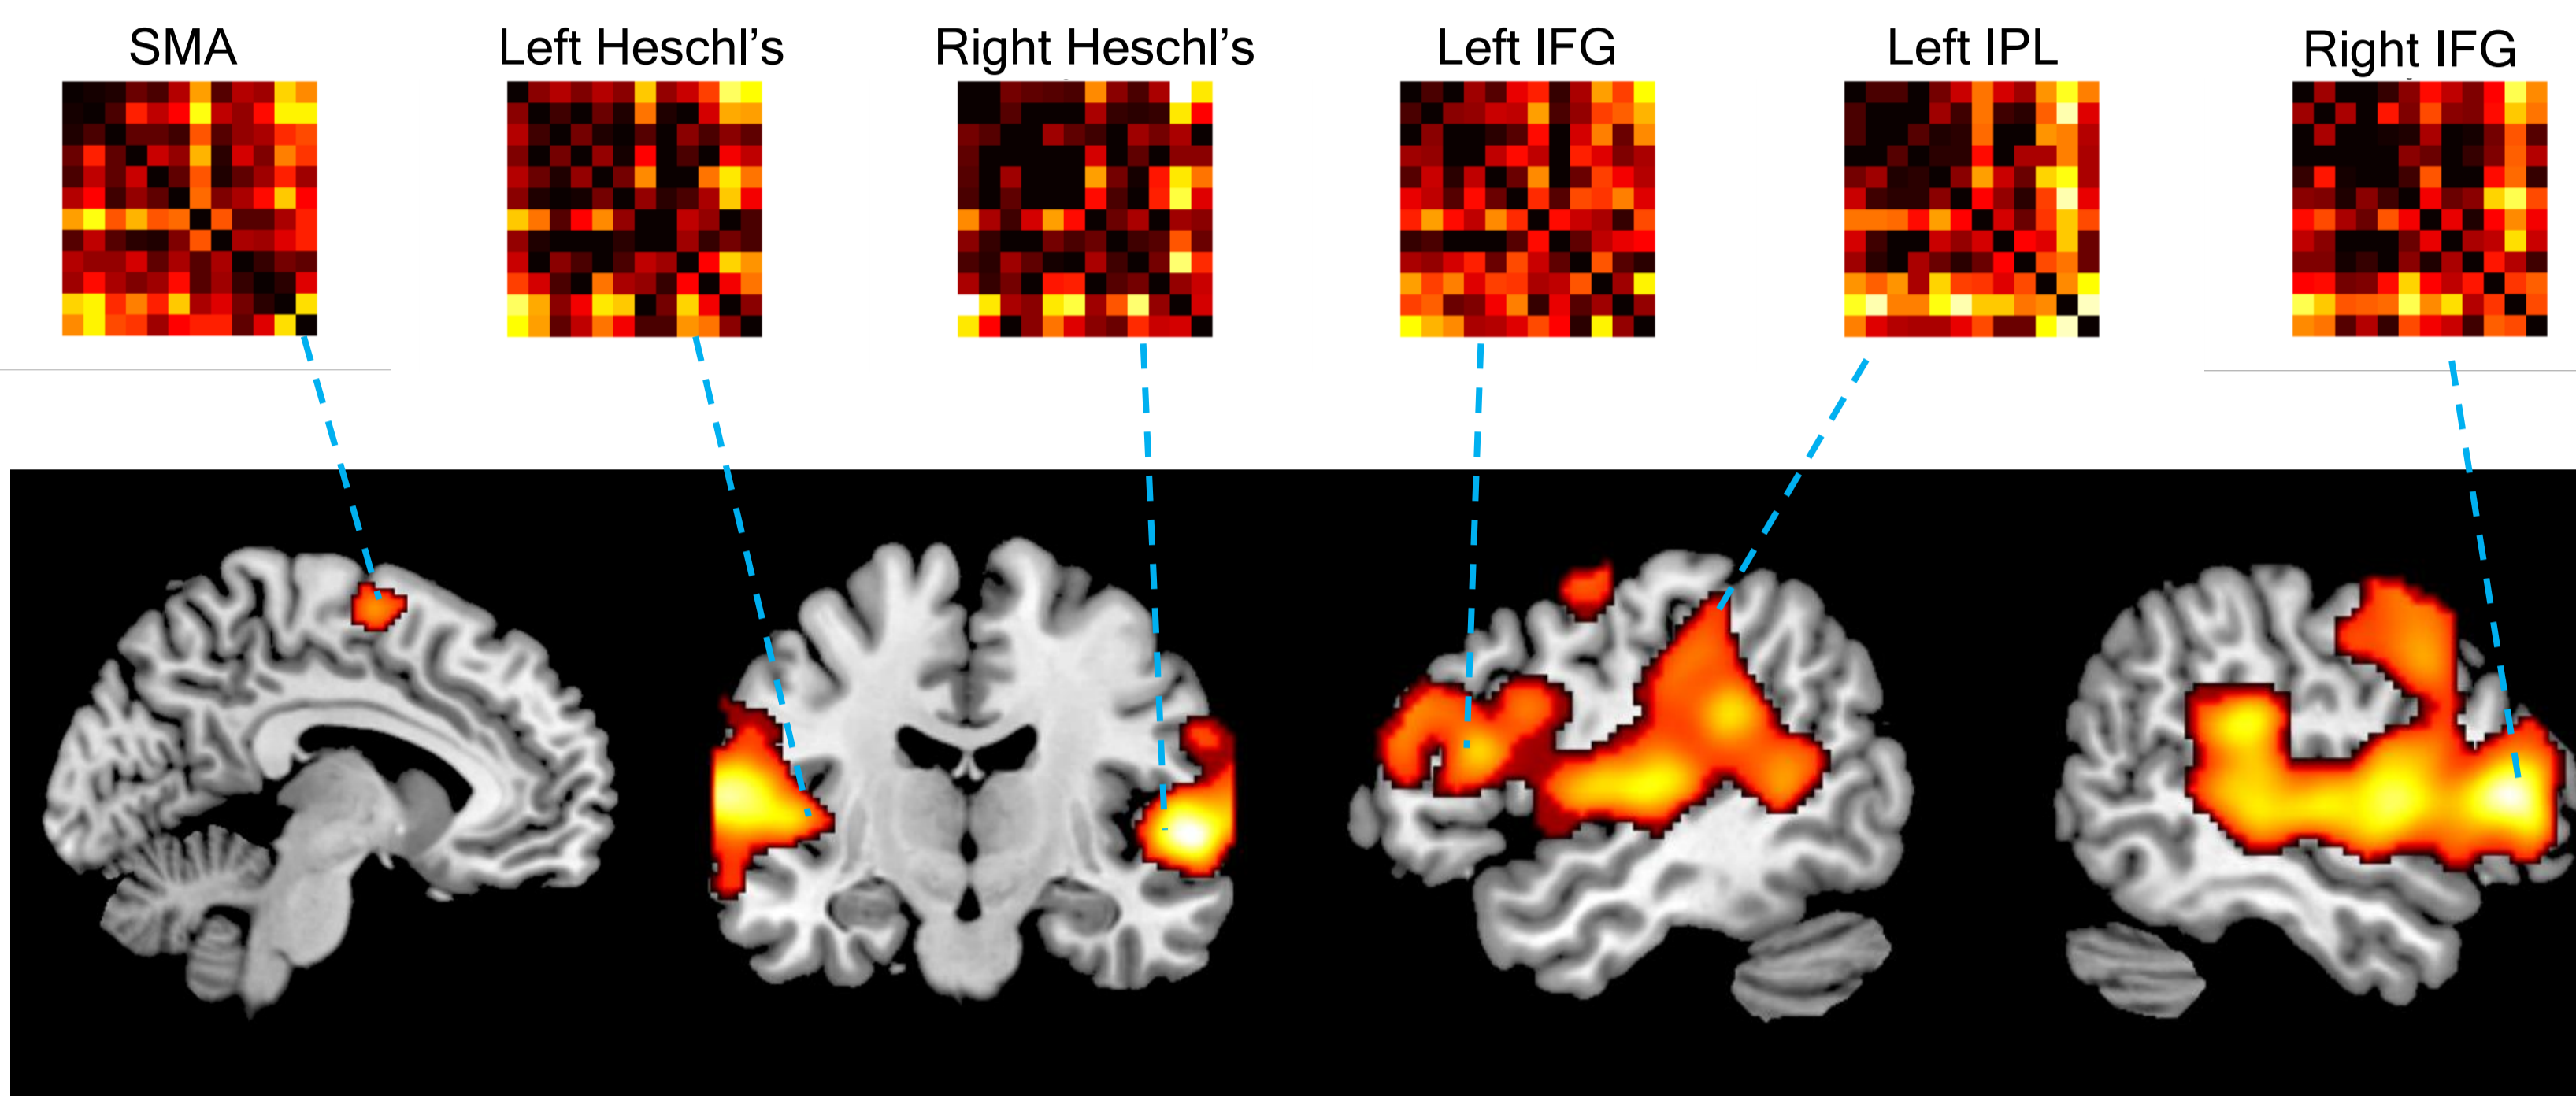 SMA
Left Heschl's
Right Heschl's
Left IFG
Left IPL
Right IFG